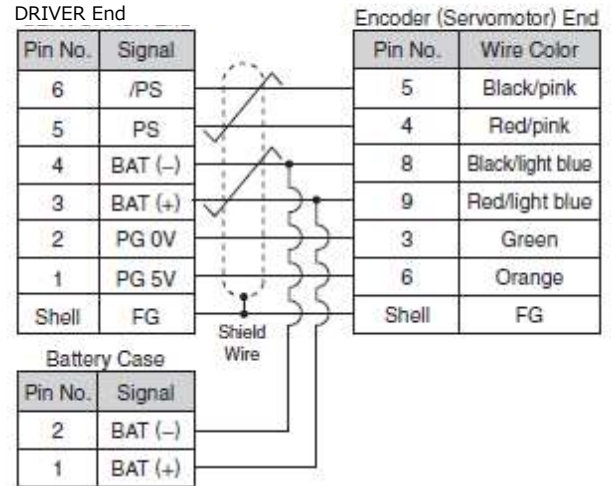 DRIVER End
Encoder (Servomotor) End
Pin No. Signal Pin No. Wire Color
6 /PS 5 Black/pink
5 PS 4 Red/pink
4 BAT (–) 8 Black/light blue
3 BAT (+) 9 Red/light blue
2 PG 0V 3 Green
1 PG 5V 6 Orange
Shell FG Shell FG
Shield
Wire
Battery Case
Pin No. Signal
2 BAT (–)
1 BAT (+)